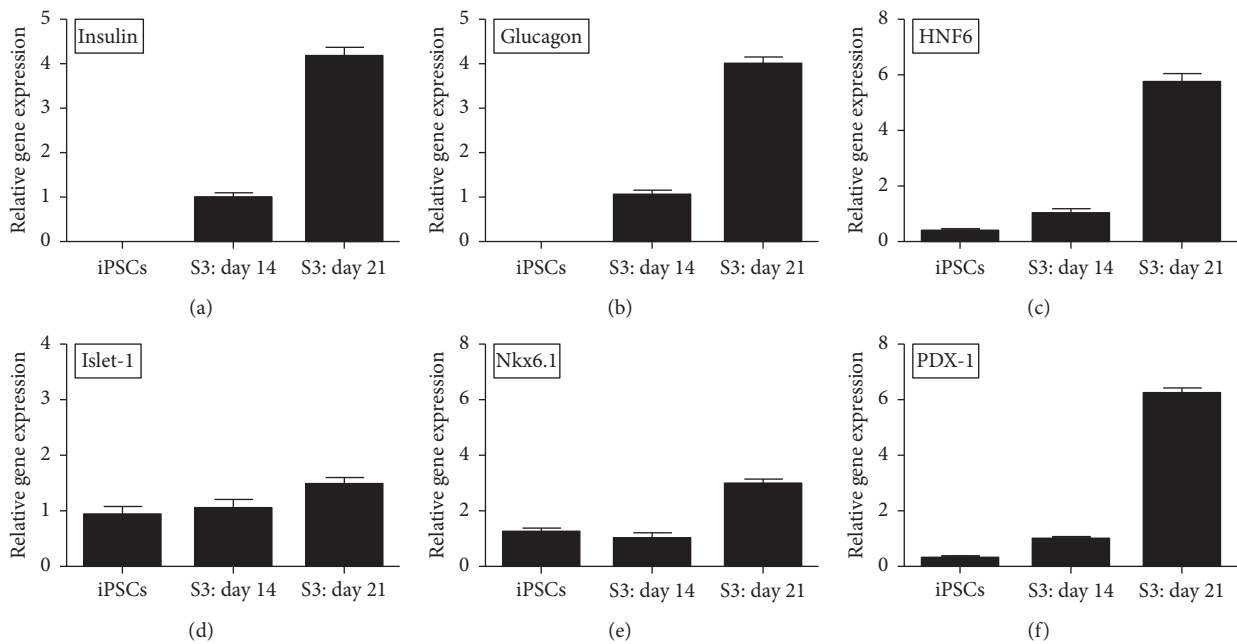 Relative gene expression
5
4
3
2
1
0
Insulin
iPSCs
S3: day 14
S3: day 21
(a)
Relative gene expression
5
4
3
2
1
0
Glucagon
iPSCs
S3: day 14
S3: day 21
(b)
Relative gene expression
8
6
4
2
0
HNF6
iPSCs
S3: day 14
S3: day 21
(c)
Relative gene expression
4
3
2
1
0
Islet-1
iPSCs
S3: day 14
S3: day 21
(d)
Relative gene expression
8
6
4
2
0
Nkx6.1
iPSCs
S3: day 14
S3: day 21
(e)
Relative gene expression
8
6
4
2
0
PDX-1
iPSCs
S3: day 14
S3: day 21
(f)